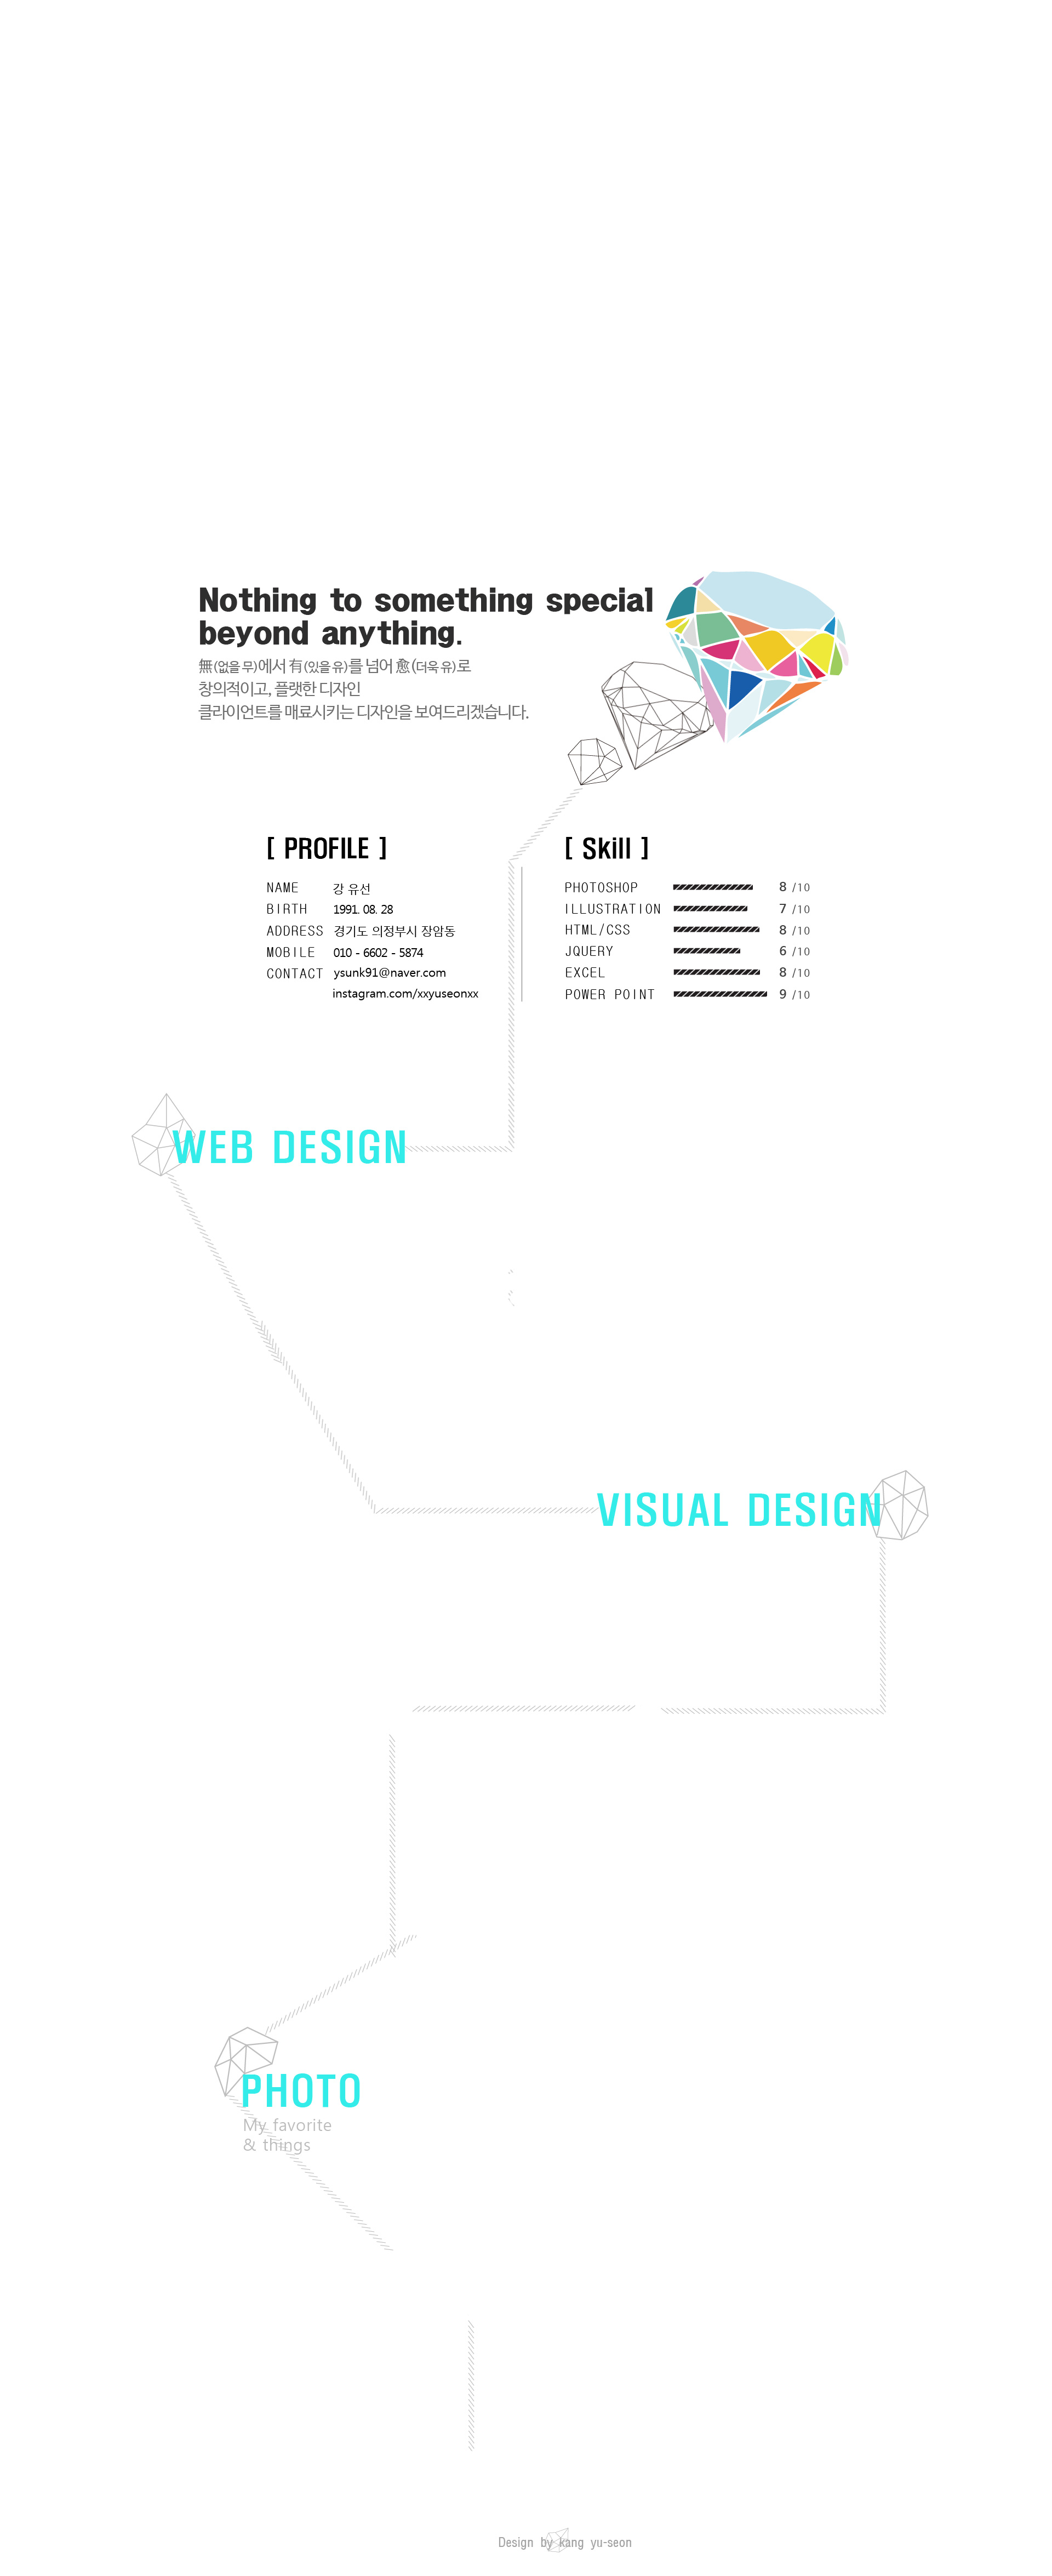 Nothing to something special
beyond anything.
無(없을 무)에서 有(있을 유)를 넘어 愈(더욱 유)로
창의적이고, 플랫한 디자인
클라이언트를 매료시키는 디자인을 보여드리겠습니다.
[ PROFILE ]
NAME 강 유선
BIRTH 1991. 08. 28
ADDRESS 경기도 의정부시 장암동
MOBILE 010 - 6602 - 5874
CONTACT ysunk91@naver.com
instagram.com/xxyuseonxx
[ Skill ]
PHOTOSHOP 8 /10
ILLUSTRATION 7 /10
HTML/CSS 8 /10
JQUERY 6 /10
EXCEL 8 /10
POWER POINT 9 /10
WEB DESIGN
VISUAL DESIGN
PHOTO
My favorite
& things
Design by kang yu-seon